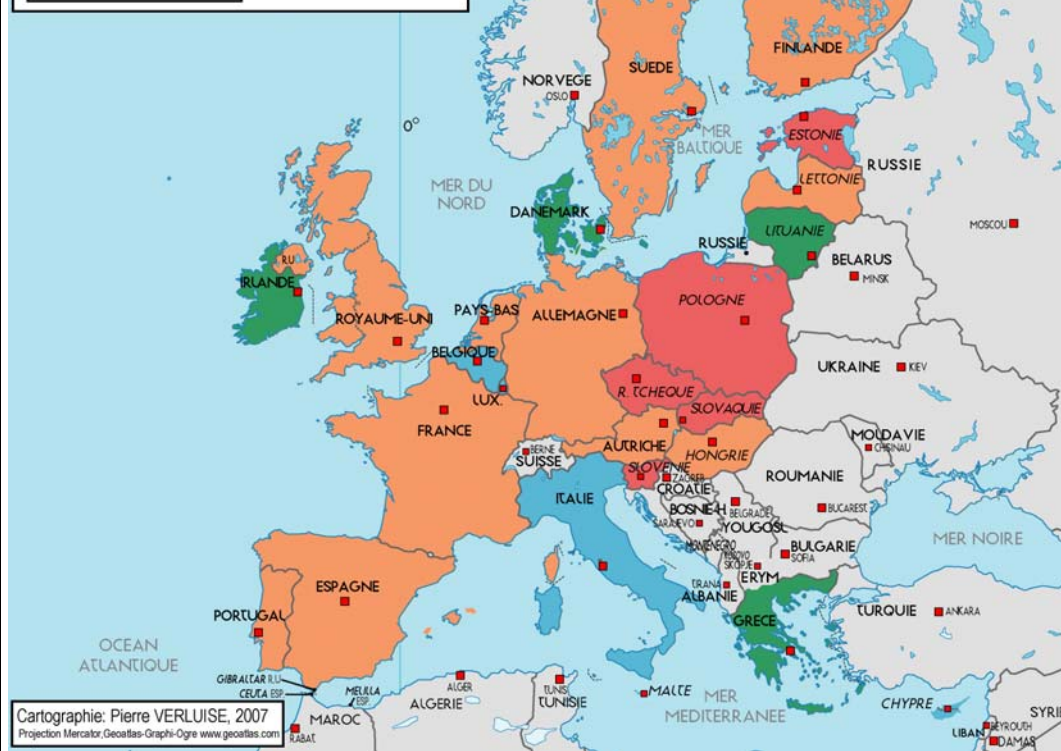 FINLANDE
SUEDE
NORVEGE
OSLO
0°
MER
BALTIQUE
ESTONIE
RUSSIE
LETTONIE
MER DU
NORD
DANEMARK
LITUANIE
MOSCOU
RUSSIE
BELARUS
MINSK
R.U
IRLANDE
POLOGNE
PAYS-BAS
ALLEMAGNE
ROYAUME-UNI
BELGIQUE
UKRAINE
KIEV
R. TCHEQUE
LUX.
SLOVAQUIE
FRANCE
MOLDAVIE
CHISINAU
AUTRICHE
HONGRIE
BERNE
SUISSE
SLOVENIE
ZAGREB
CROATIE
ROUMANIE
ITALIE
BOSNIE-H
BELGRADE
BUCAREST
SARAJEVO
YOUGOSL
MER NOIRE
MONTENEGRO
BULGARIE
SOFIA
KOSOVO
SKOPJE
ERYM
ESPAGNE
TIRANA
ALBANIE
PORTUGAL
GRECE
TURQUIE
ANKARA
OCEAN
ATLANTIQUE
GIBRALTAR R.U
CEUTA ESP.
MELILLA
ESP.
ALGER
ALGERIE
TUNIS
TUNISIE
MALTE
MER
MEDITERRANEE
CHYPRE
SYRI
LIBAN
BEYROUTH
DAMAS
MAROC
RABAT
Cartographie: Pierre VERLUISE, 2007
Projection Mercator,Geoatlas-Graphi-Ogre www.geoatlas.com